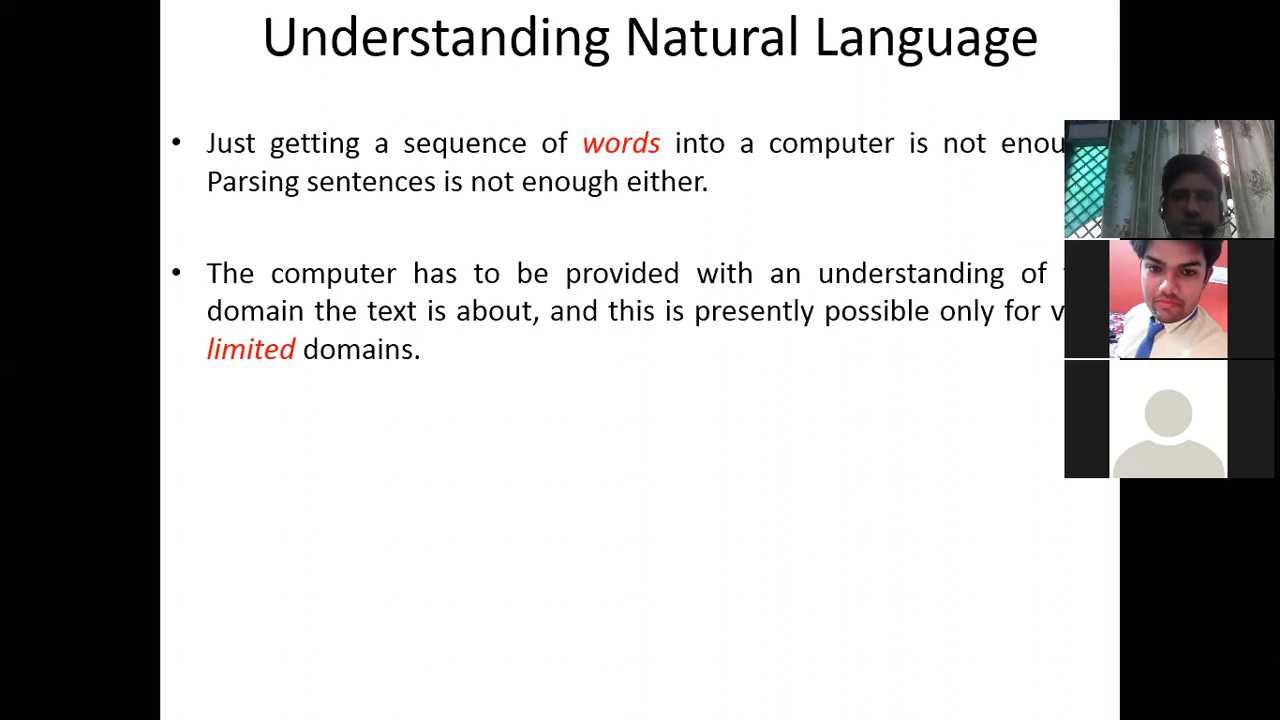 Understanding Natural Language
• Just getting a sequence of words into a computer is not
Parsing sentences is not enough either.
• The computer has to be provided with an understanding of
domain the text is about, and this is presently possible only for
limited domains.